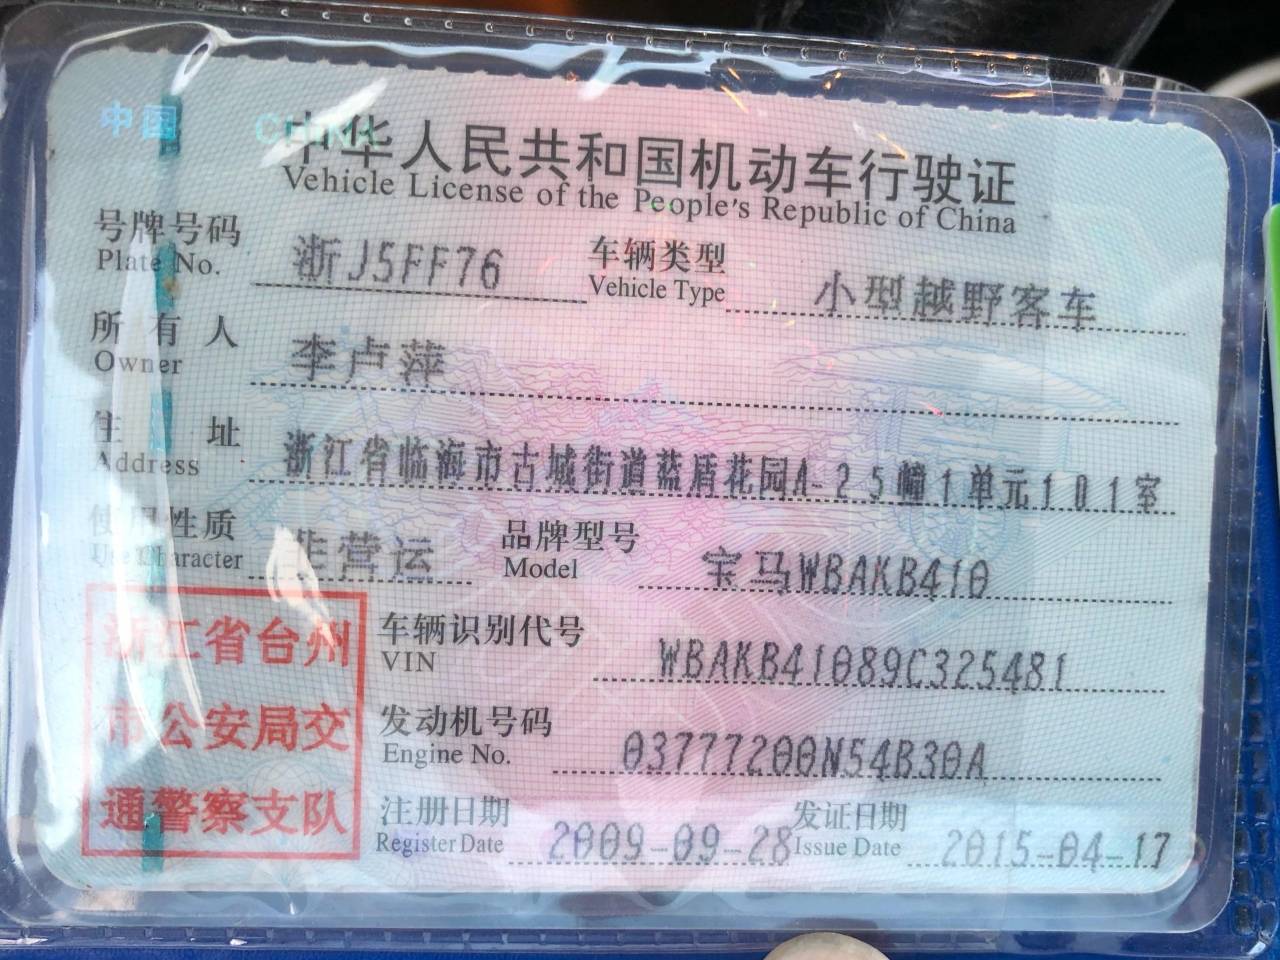 中国 CHINA
中华人民共和国机动车行驶证
Vehicle License of the People's Republic of China
号牌号码 浙J5FF76 车辆类型 小型越野客车
Plate No. Vehicle Type
所有人 李卢萍
Owner
住址 浙江省临海市古城街道蓝盾花园A-25幢1单元101室
Address
使用性质 非营运 品牌型号 宝马WBAKB410
Use Character Model
浙江省台州
市公安局交
通警察支队
车辆识别代号 WBAKB41089C325481
VIN
发动机号码 03777200N54B30A
Engine No.
注册日期 2009-09-28 发证日期 2015-04-17
Register Date Issue Date